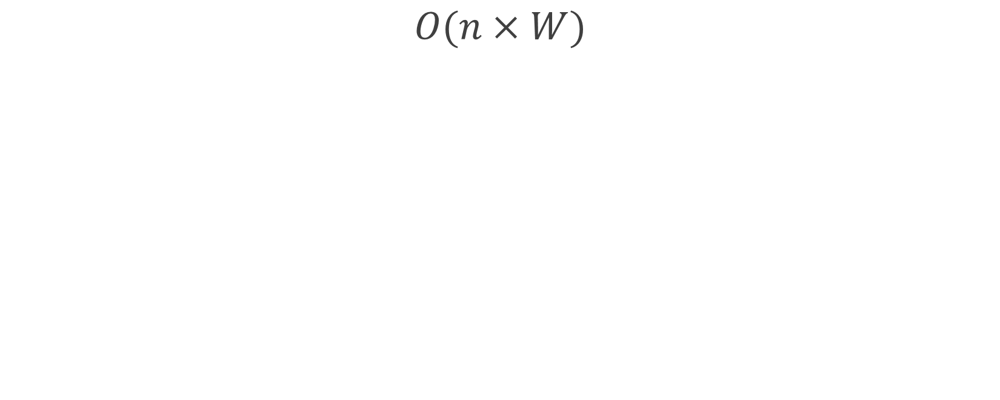 O(n × W)